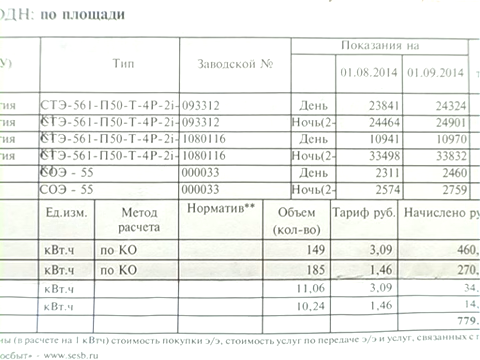 ОДН: по площади
У) Тип Заводской № Показания на
01.08.2014 01.09.2014
гия СТЭ-561-П50-Т-4Р-2i- 093312 День 23841 24324
гия СТЭ-561-П50-Т-4Р-2i- 093312 Ночь(2- 24464 24901
гия СТЭ-561-П50-Т-4Р-2i- 1080116 День 10941 10970
гия СТЭ-561-П50-Т-4Р-2i- 1080116 Ночь(2- 33498 33832
СОЭ - 55 000033 День 2311 2460
СОЭ - 55 000033 Ночь(2- 2574 2759
Ед.изм. Метод расчета Норматив** Объем (кол-во) Тариф руб. Начислено ру
кВт.ч по КО 149 3,09 460,
кВт.ч по КО 185 1,46 270,
кВт.ч 11,06 3,09 34,
кВт.ч 10,24 1,46 14,
779.
ны (в расчете на 1 кВтч) стоимость покупки э/э, стоимость услуг по передаче э/э и услуг, связанных с
осбыт» - www.sesb.ru